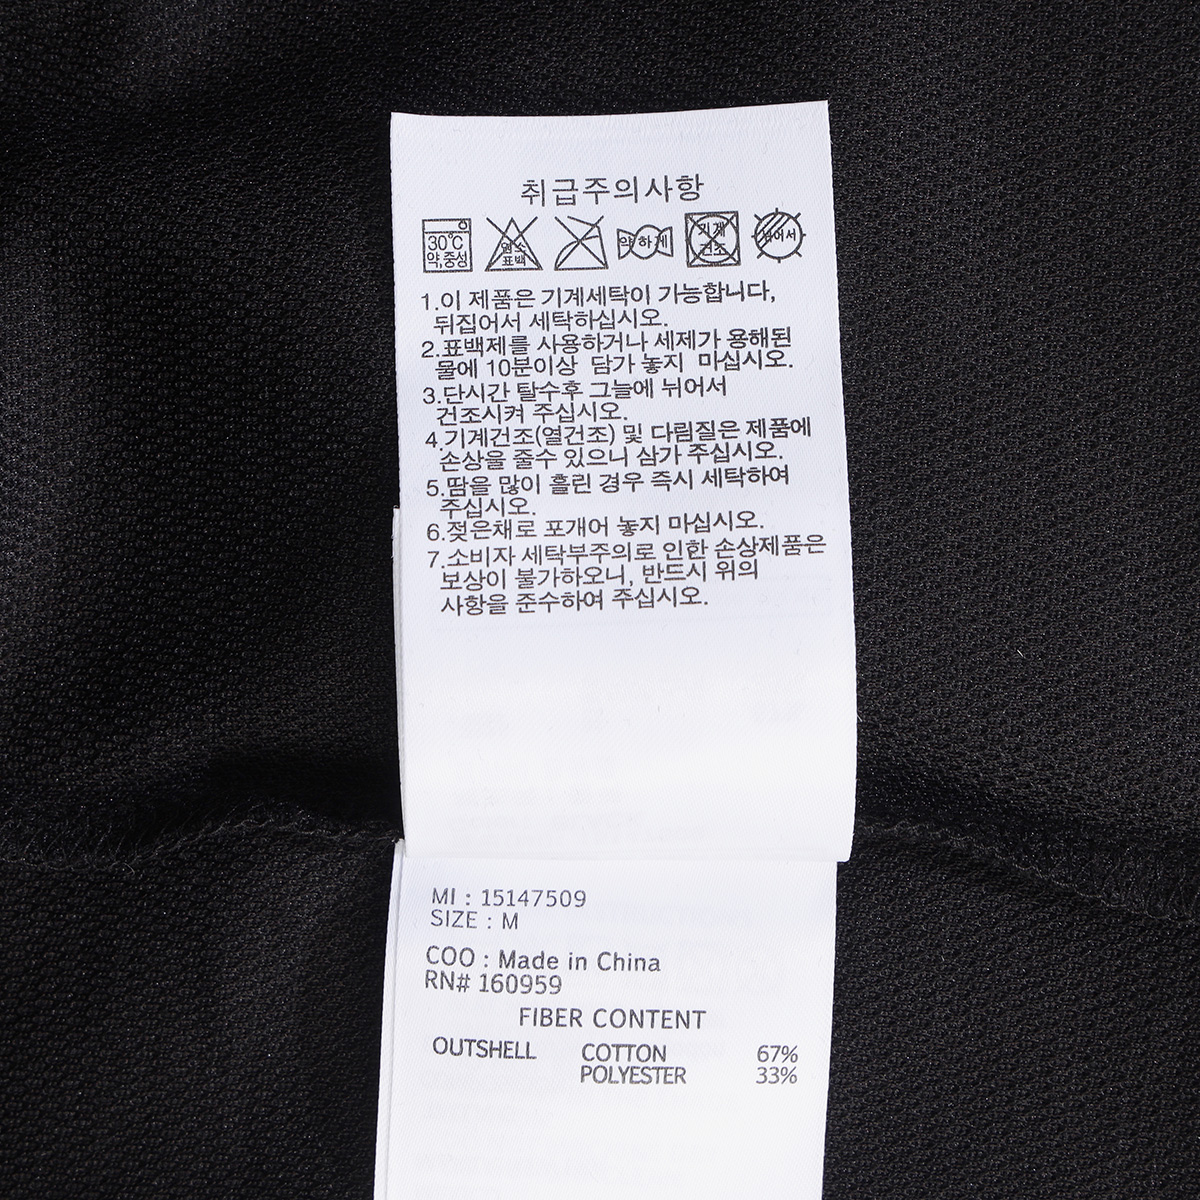 취급주의사항
30℃ 염소 약하게 기계 뉘어서
약,중성 표백 건조
1.이 제품은 기계세탁이 가능합니다,
뒤집어서 세탁하십시오.
2.표백제를 사용하거나 세제가 용해된
물에 10분이상 담가 놓지 마십시오.
3.단시간 탈수후 그늘에 뉘어서
건조시켜 주십시오.
4.기계건조(열건조) 및 다림질은 제품에
손상을 줄수 있으니 삼가 주십시오.
5.땀을 많이 흘린 경우 즉시 세탁하여
주십시오.
6.젖은채로 포개어 놓지 마십시오.
7.소비자 세탁부주의로 인한 손상제품은
보상이 불가하오니, 반드시 위의
사항을 준수하여 주십시오.
MI : 15147509
SIZE : M
COO : Made in China
RN# 160959
FIBER CONTENT
OUTSHELL COTTON 67%
POLYESTER 33%